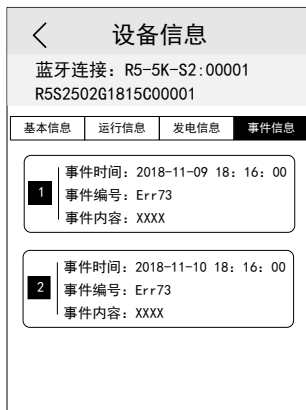 设备信息
蓝牙连接：R5-5K-S2:00001
R5S2502G1815C00001
基本信息 运行信息 发电信息 事件信息
事件时间：2018-11-09 18：16：00
1 事件编号：Err73
事件内容：XXXX
事件时间：2018-11-10 18：16：00
2 事件编号：Err73
事件内容：XXXX